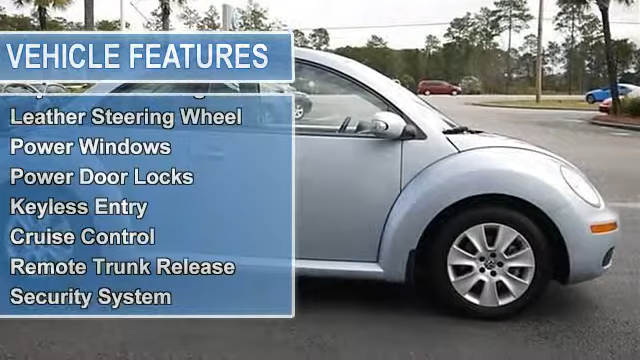 VEHICLE FEATURES
Leather Steering Wheel
Power Windows
Power Door Locks
Keyless Entry
Cruise Control
Remote Trunk Release
Security System